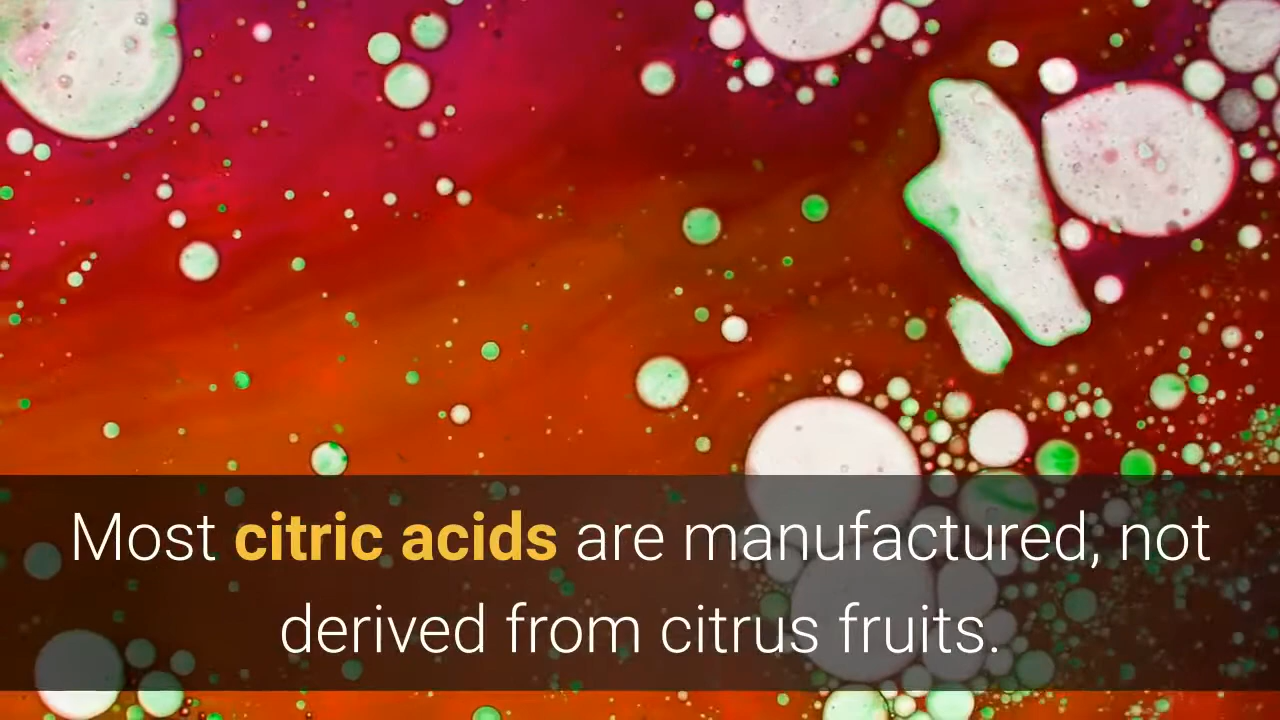 Most citric acids are manufactured, not
derived from citrus fruits.